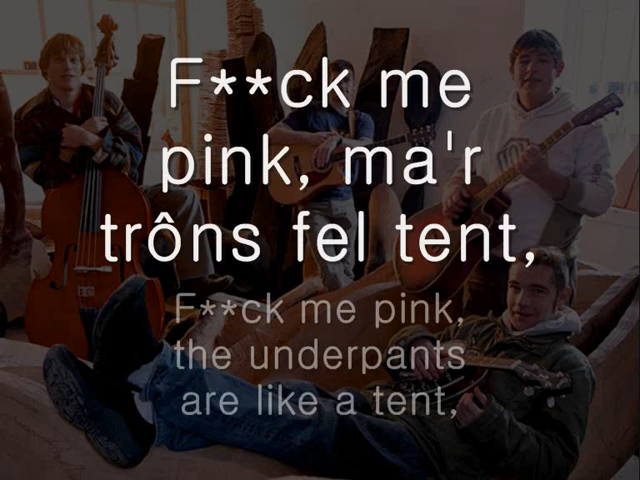 F**ck me
pink, ma'r
trôns fel tent,
F**ck me pink,
the underpants
are like a tent,